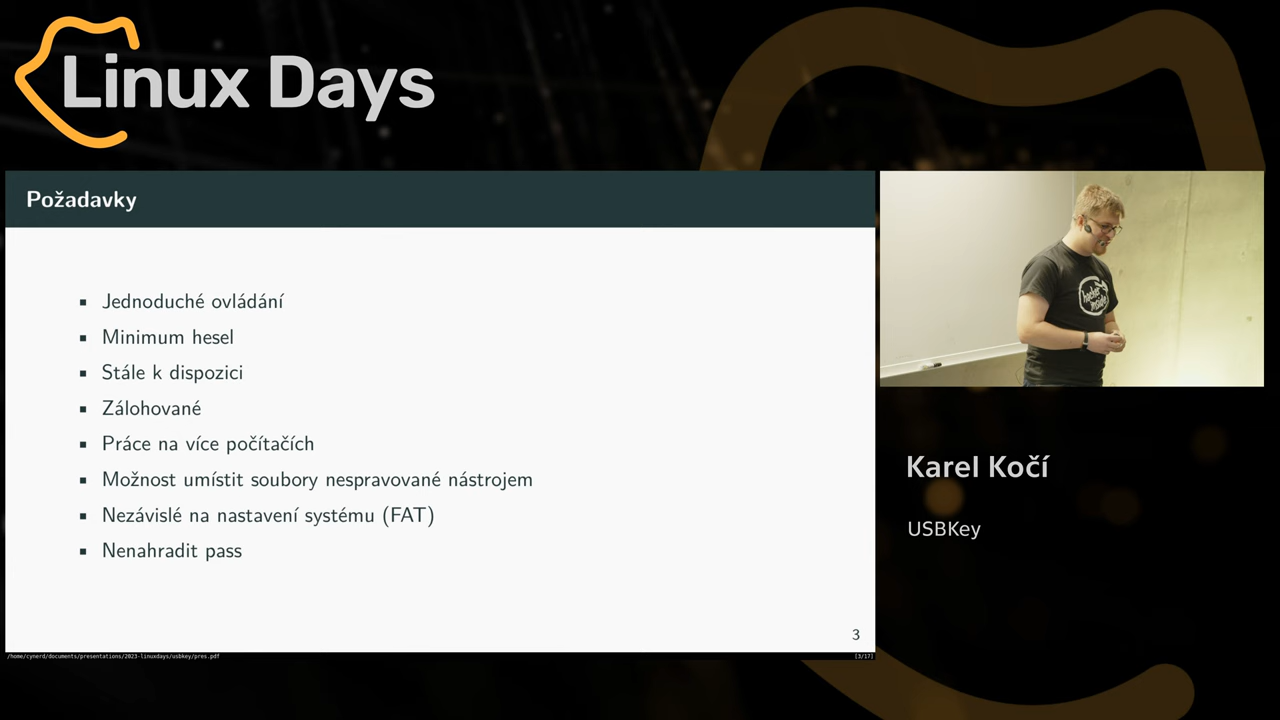 Linux Days
Požadavky
Jednoduché ovládání
Minimum hesel
Stále k dispozici
Zálohované
Práce na více počítačích
Možnost umístit soubory nespravované nástrojem
Nezávislé na nastavení systému (FAT)
Nenahradit pass
3
/home/cynerd/documents/presentations/2023-linuxdays/usbkey/pres.pdf
[3/17]
hacker
inside
Karel Kočí
USBKey